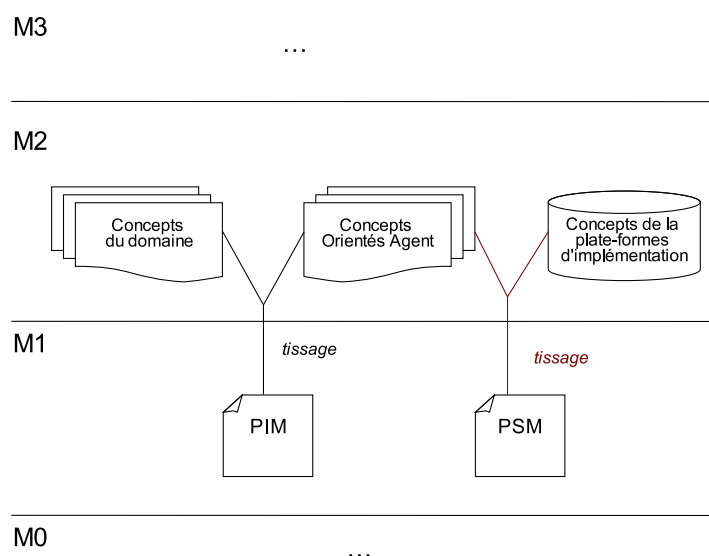 M3
...
M2
Concepts
du domaine
Concepts
Orientés Agent
Concepts de la
plate-formes
d'implémentation
M1
tissage
tissage
PIM
PSM
M0
...